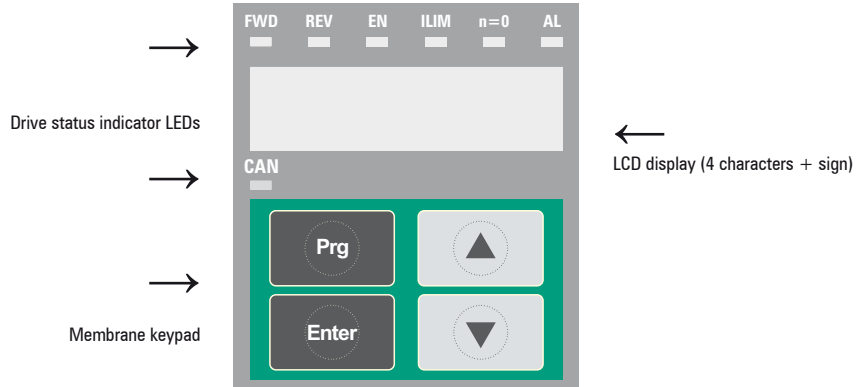 FWD REV EN ILIM n=0 AL
Drive status indicator LEDs
LCD display (4 characters + sign)
CAN
Prg
Membrane keypad
Enter